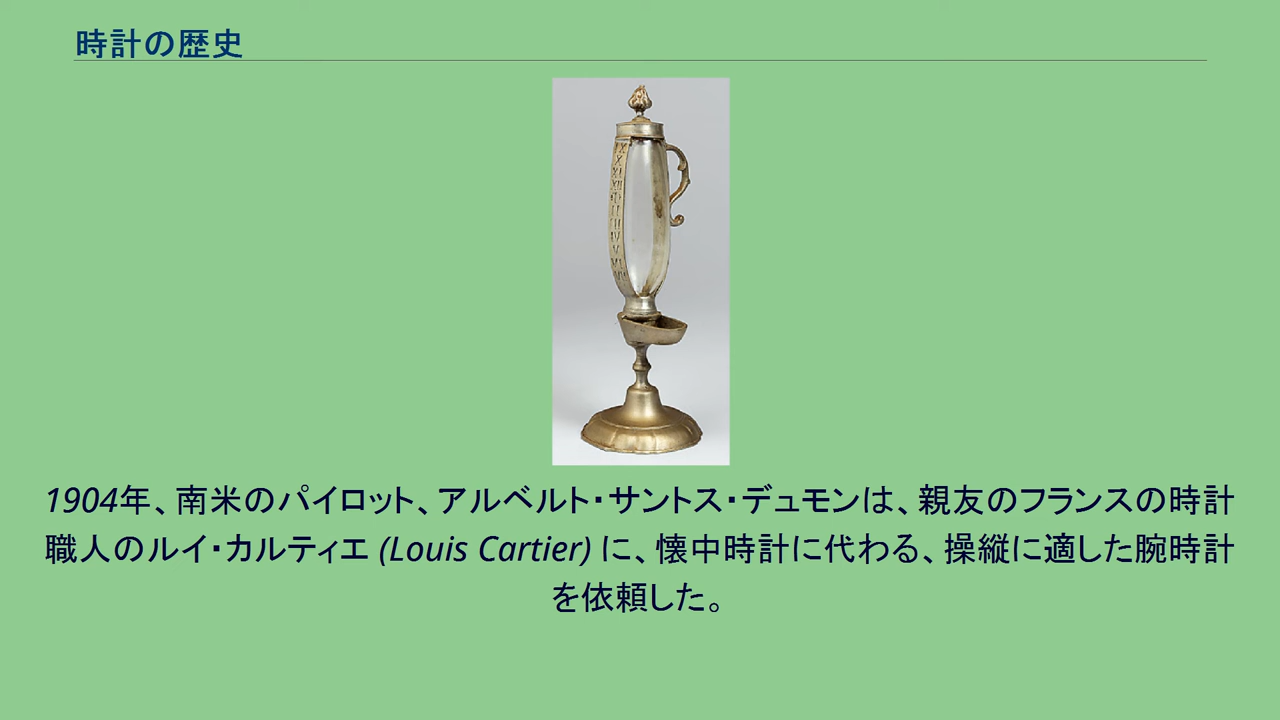 時計の歴史
1904年、南米のパイロット、アルベルト・サントス・デュモンは、親友のフランスの時計
職人のルイ・カルティエ (Louis Cartier) に、懐中時計に代わる、操縦に適した腕時計
を依頼した。